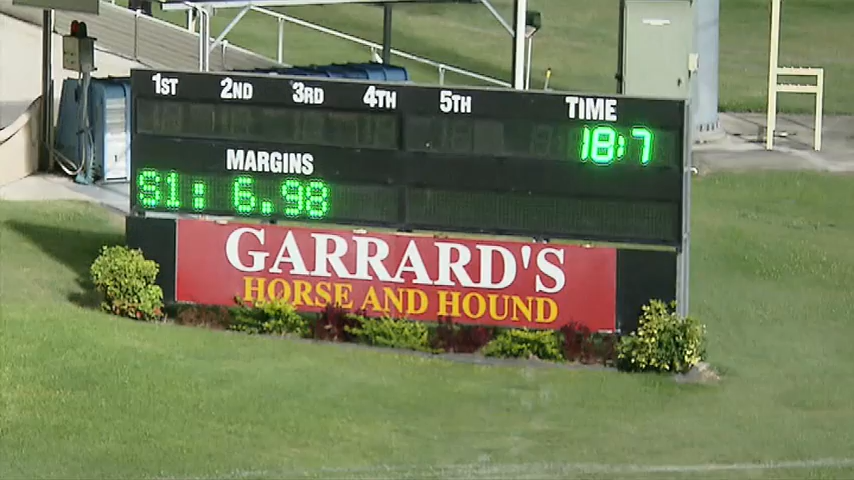 1ST 2ND 3RD 4TH 5TH TIME
18:7
MARGINS
S1: 6.98
GARRARD'S
HORSE AND HOUND